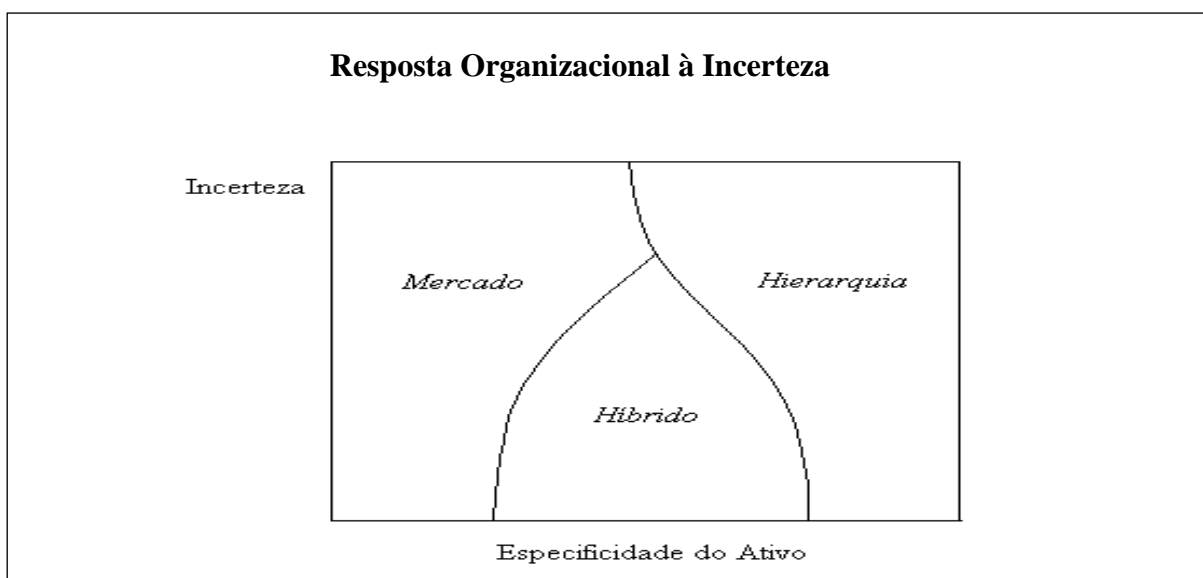 Resposta Organizacional à Incerteza
Incerteza
Mercado
Hierarquia
Híbrido
Especificidade do Ativo